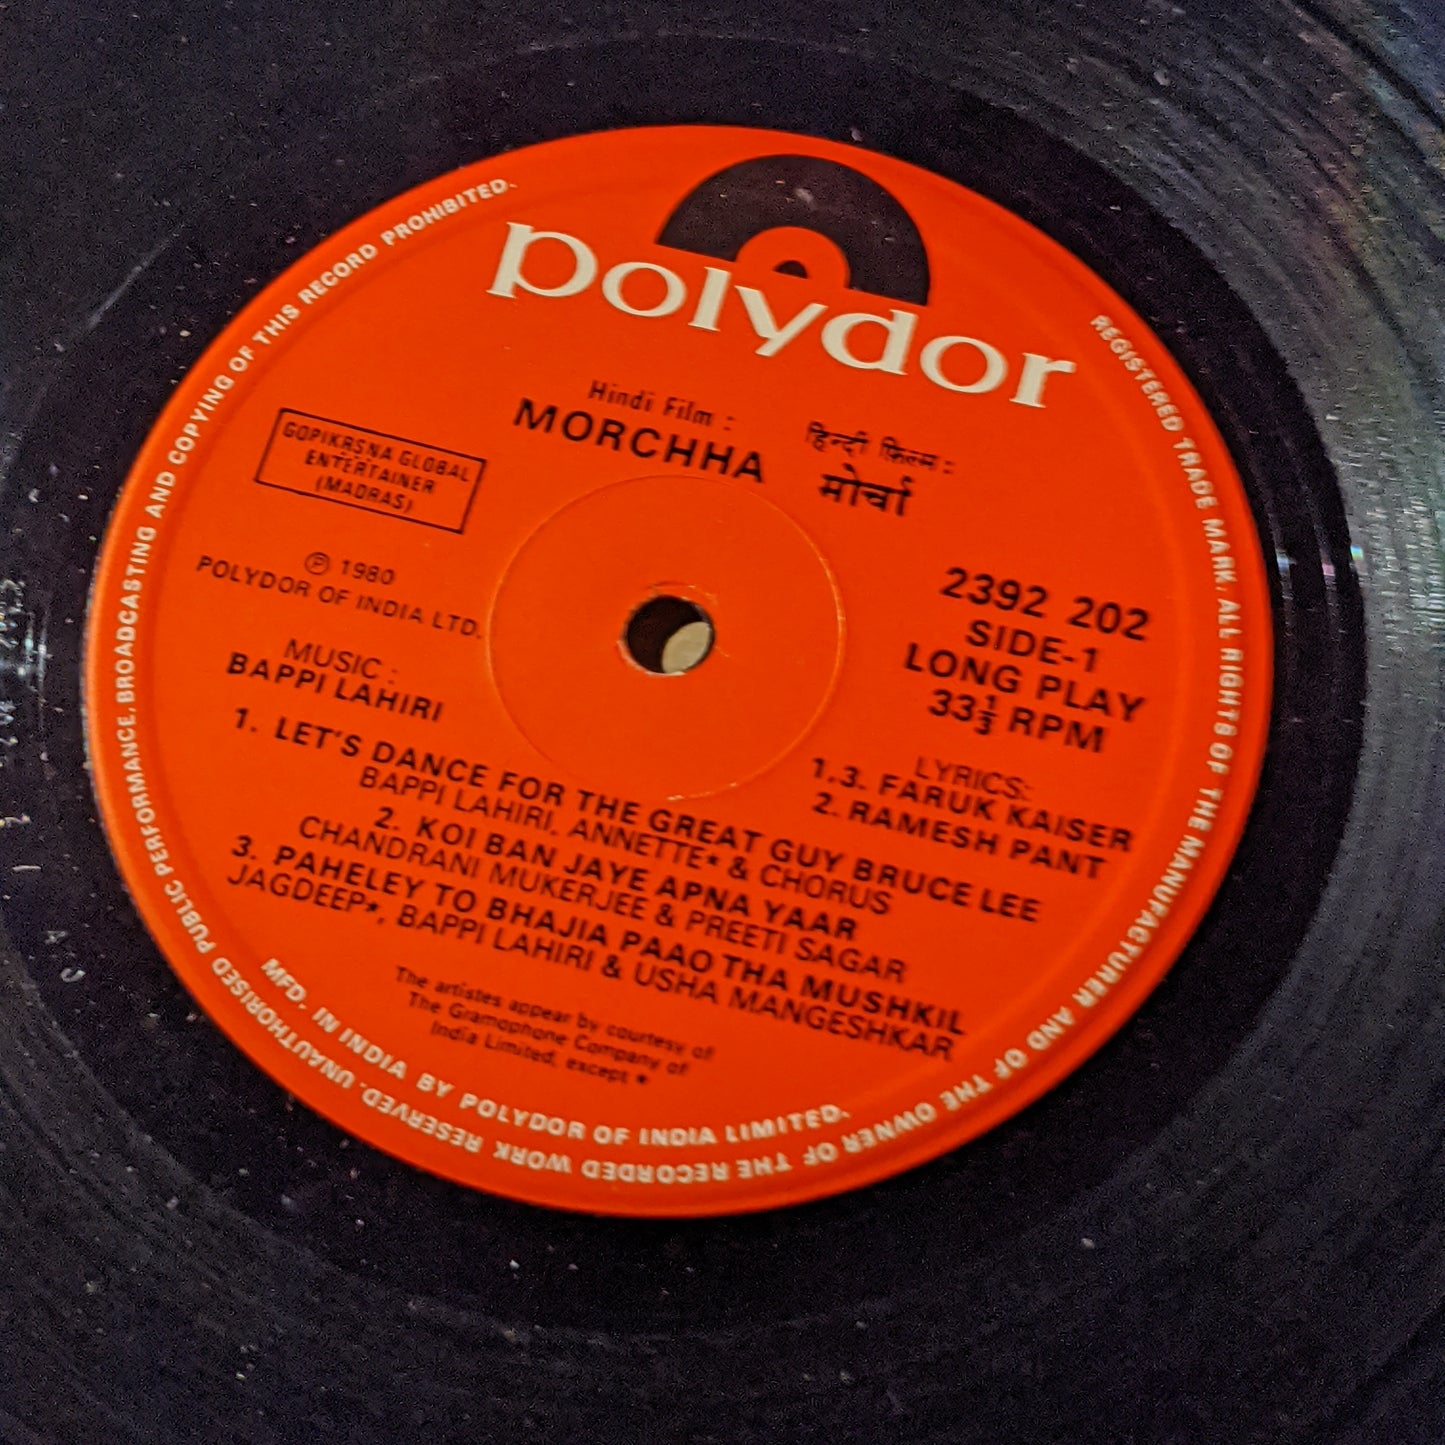 polydor
Hindi Film :
MORCHHA
हिन्दी फ़िल्म :
मोर्चा
GOPIKRSNA GLOBAL
ENTERTAINER
(MADRAS)
℗ 1980
POLYDOR OF INDIA LTD.
2392 202
SIDE-1
LONG PLAY
33⅓ RPM
MUSIC :
BAPPI LAHIRI
LYRICS:
1,3. FARUK KAISER
2. RAMESH PANT
1. LET'S DANCE FOR THE GREAT GUY BRUCE LEE
BAPPI LAHIRI, ANNETTE* & CHORUS
2. KOI BAN JAYE APNA YAAR
CHANDRANI MUKERJEE & PREETI SAGAR
3. PAHELEY TO BHAJIA PAAO THA MUSHKIL
JAGDEEP*, BAPPI LAHIRI & USHA MANGESHKAR
The artistes appear by courtesy of
The Gramophone Company of
India Limited, except *
MFD. IN INDIA BY POLYDOR OF INDIA LIMITED.
REGISTERED TRADE MARK. ALL RIGHTS OF THE MANUFACTURER AND OF THE OWNER OF THE RECORDED WORK RESERVED. UNAUTHORISED PUBLIC PERFORMANCE, BROADCASTING AND COPYING OF THIS RECORD PROHIBITED.